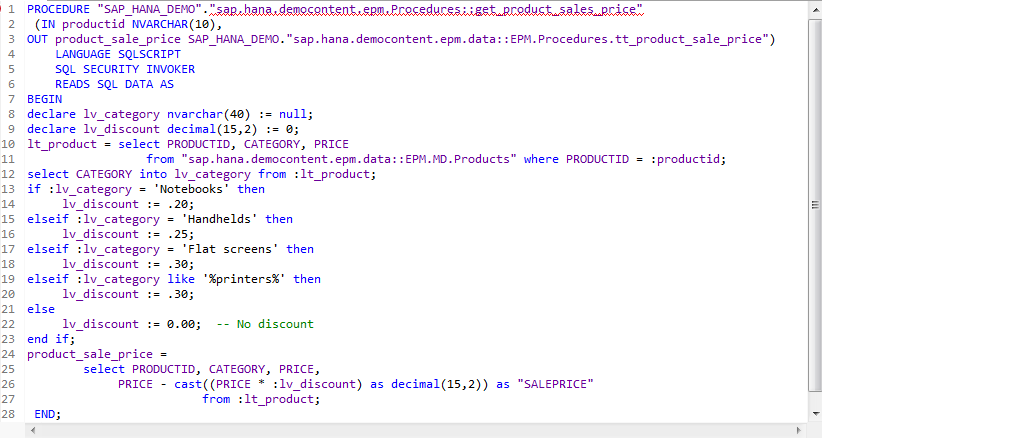 1 PROCEDURE "SAP_HANA_DEMO"."sap.hana.democontent.epm.Procedures::get_product_sales_price"
2 (IN productid NVARCHAR(10),
3 OUT product_sale_price SAP_HANA_DEMO."sap.hana.democontent.epm.data::EPM.Procedures.tt_product_sale_price")
4 LANGUAGE SQLSCRIPT
5 SQL SECURITY INVOKER
6 READS SQL DATA AS
7 BEGIN
8 declare lv_category nvarchar(40) := null;
9 declare lv_discount decimal(15,2) := 0;
10 lt_product = select PRODUCTID, CATEGORY, PRICE
11 from "sap.hana.democontent.epm.data::EPM.MD.Products" where PRODUCTID = :productid;
12 select CATEGORY into lv_category from :lt_product;
13 if :lv_category = 'Notebooks' then
14 lv_discount := .20;
15 elseif :lv_category = 'Handhelds' then
16 lv_discount := .25;
17 elseif :lv_category = 'Flat screens' then
18 lv_discount := .30;
19 elseif :lv_category like '%printers%' then
20 lv_discount := .30;
21 else
22 lv_discount := 0.00; -- No discount
23 end if;
24 product_sale_price =
25 select PRODUCTID, CATEGORY, PRICE,
26 PRICE - cast((PRICE * :lv_discount) as decimal(15,2)) as "SALEPRICE"
27 from :lt_product;
28 END;